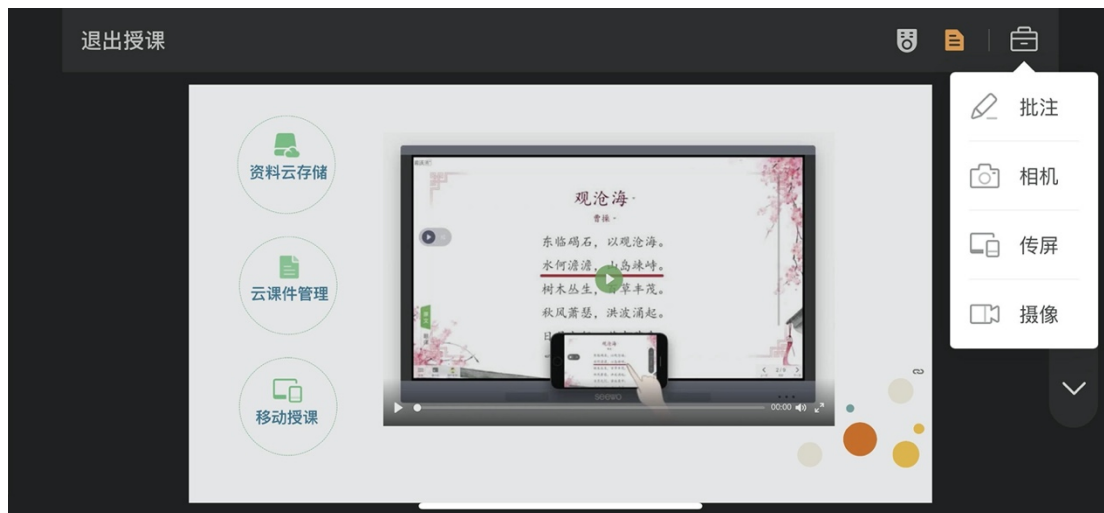 退出授课
批注
相机
传屏
摄像
资料云存储
云课件管理
移动授课
观沧海
曹操
东临碣石，以观沧海。
水何澹澹，山岛竦峙。
树木丛生，百草丰茂。
秋风萧瑟，洪波涌起。
seewo
00:00